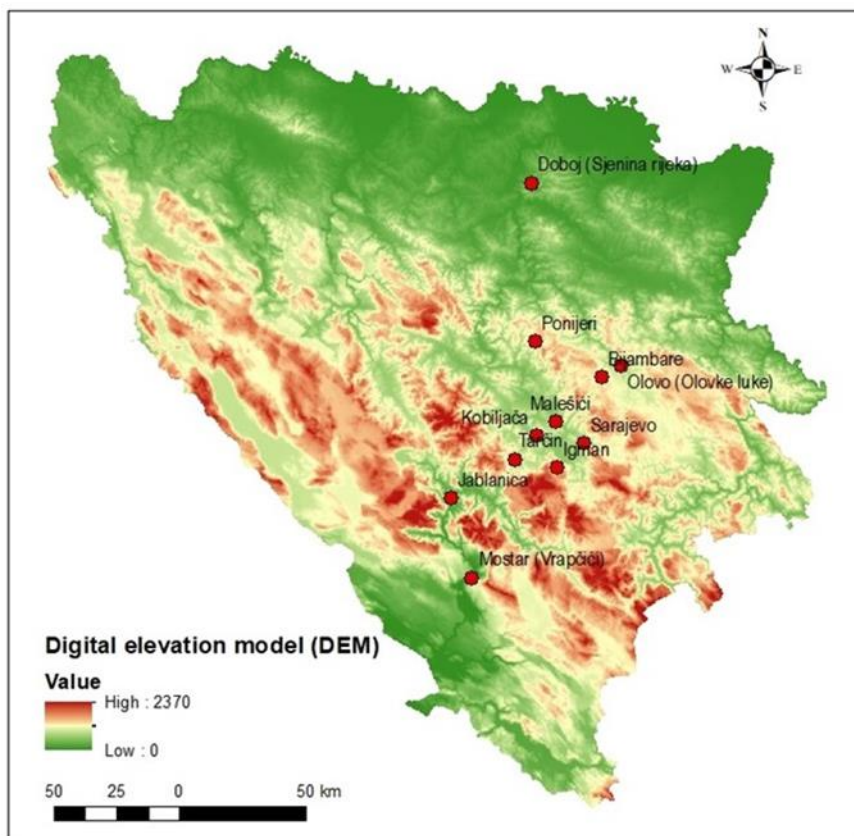 N
W E
S
Doboj (Sjenina rijeka)
Ponijeri
Bijambare
Olovo (Olovke luke)
Malešići
Kobiljača
Sarajevo
Tarčin
Igman
Jablanica
Mostar (Vrapčići)
Digital elevation model (DEM)
Value
High : 2370
Low : 0
50 25 0 50 km